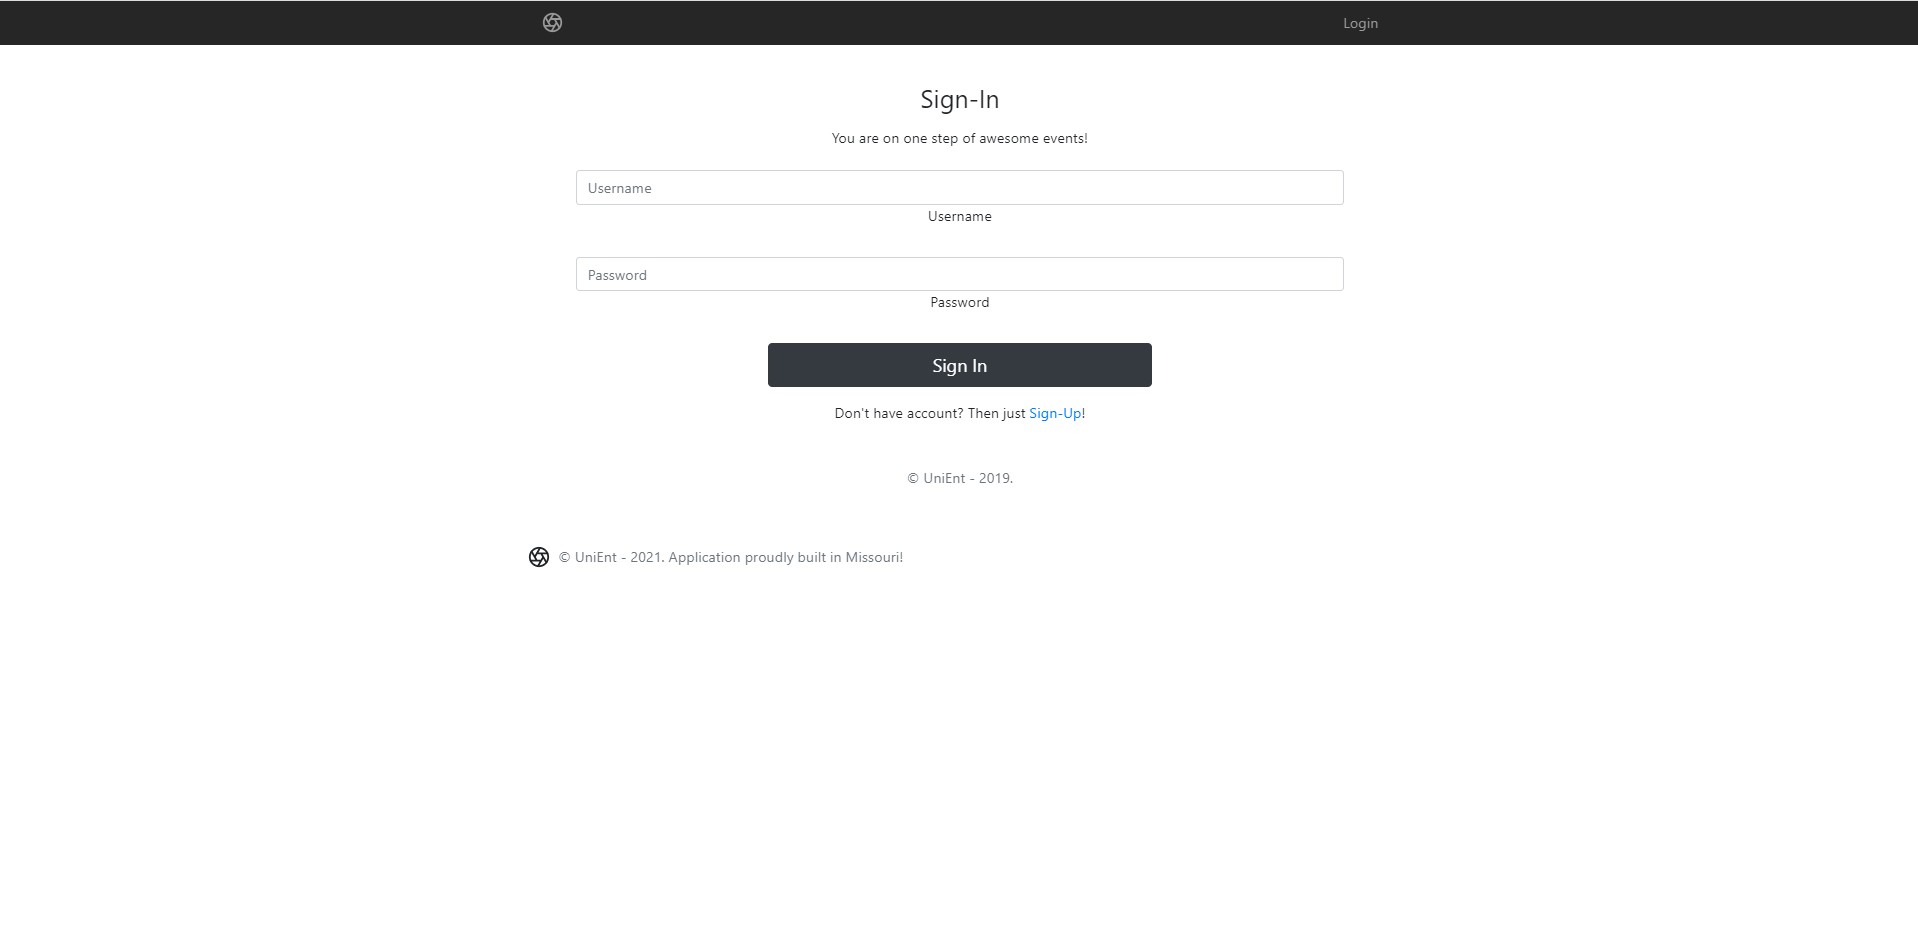 Login
Sign-In
You are on one step of awesome events!
Username
Username
Password
Password
Sign In
Don't have account? Then just Sign-Up!
© UniEnt - 2019.
© UniEnt - 2021. Application proudly built in Missouri!